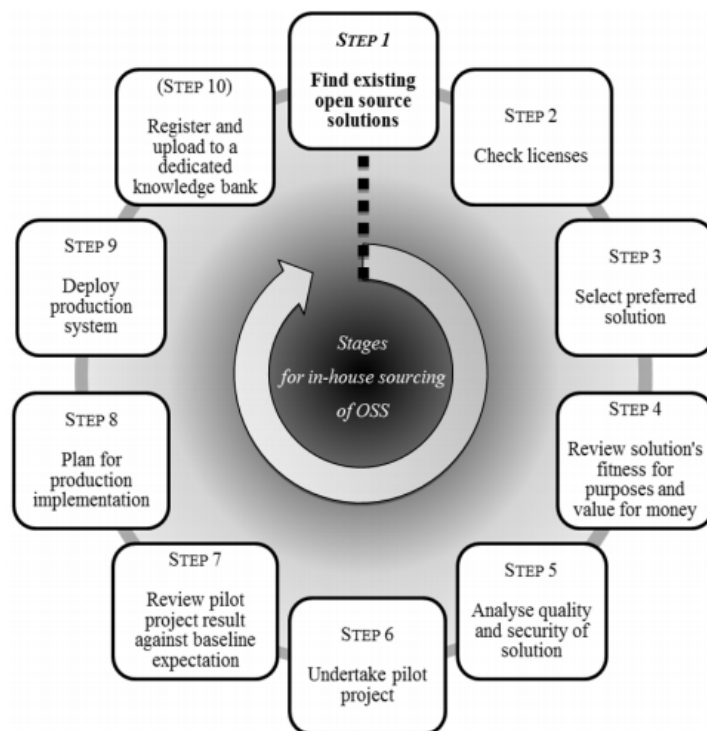 STEP 1
Find existing
open source
solutions
STEP 2
Check licenses
STEP 3
Select preferred
solution
STEP 4
Review solution's
fitness for
purposes and
value for money
STEP 5
Analyse quality
and security of
solution
STEP 6
Undertake pilot
project
STEP 7
Review pilot
project result
against baseline
expectation
STEP 8
Plan for
production
implementation
STEP 9
Deploy
production
system
(STEP 10)
Register and
upload to a
dedicated
knowledge bank
Stages
for in-house sourcing
of OSS